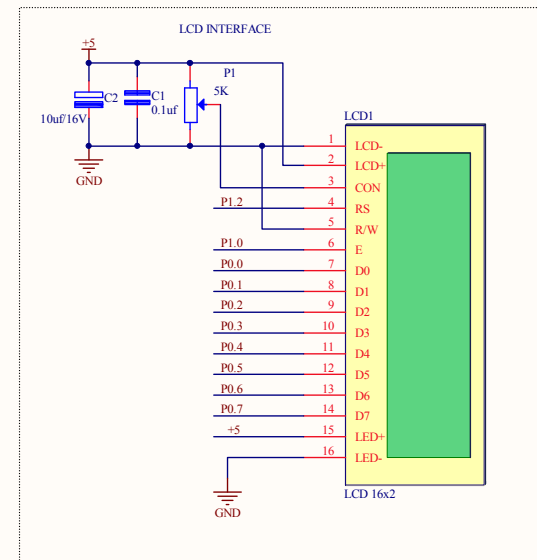 LCD INTERFACE
+5
P1
5K
C2
10uf/16V
C1
0.1uf
GND
LCD1
1 LCD-
2 LCD+
3 CON
P1.2 4 RS
5 R/W
P1.0 6 E
P0.0 7 D0
P0.1 8 D1
P0.2 9 D2
P0.3 10 D3
P0.4 11 D4
P0.5 12 D5
P0.6 13 D6
P0.7 14 D7
+5 15 LED+
16 LED-
GND
LCD 16x2